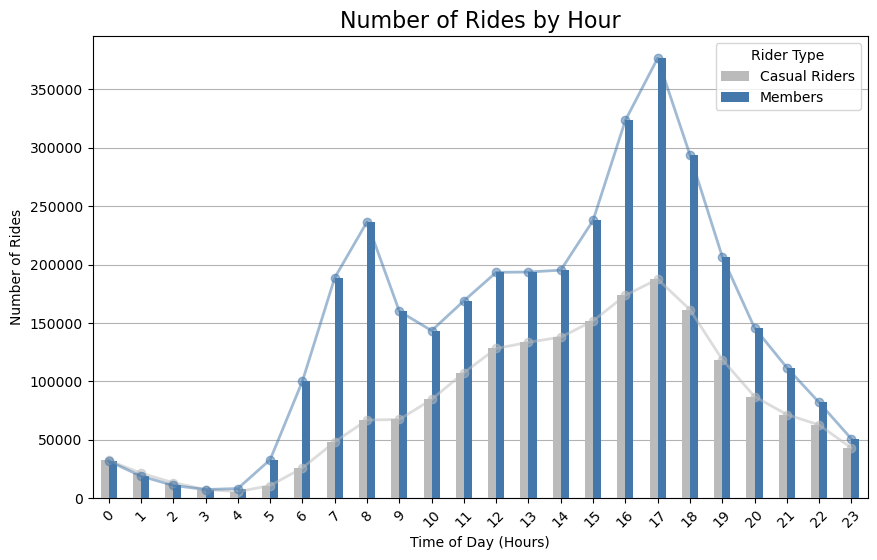 Number of Rides by Hour
Rider Type
Casual Riders
Members
350000
300000
250000
200000
150000
100000
50000
0
Number of Rides
0 1 2 3 4 5 6 7 8 9 10 11 12 13 14 15 16 17 18 19 20 21 22 23
Time of Day (Hours)